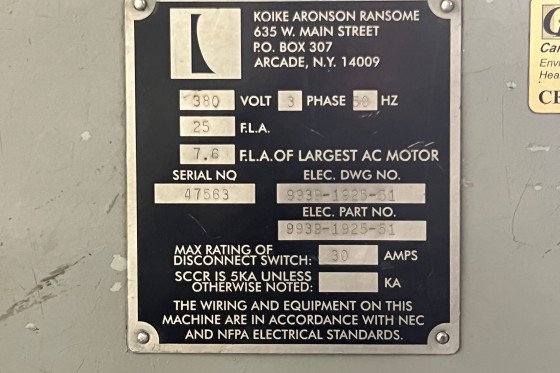 KOIKE ARONSON RANSOME
635 W. MAIN STREET
P.O. BOX 307
ARCADE, N.Y. 14009
380 VOLT 3 PHASE 50 HZ
25 F.L.A.
7.6 F.L.A. OF LARGEST AC MOTOR
SERIAL NO ELEC. DWG NO.
47563 993B-1925-51
ELEC. PART NO.
993B-1925-51
MAX RATING OF
DISCONNECT SWITCH: 30 AMPS
SCCR IS 5KA UNLESS
OTHERWISE NOTED: KA
THE WIRING AND EQUIPMENT ON THIS
MACHINE ARE IN ACCORDANCE WITH NEC
AND NFPA ELECTRICAL STANDARDS.